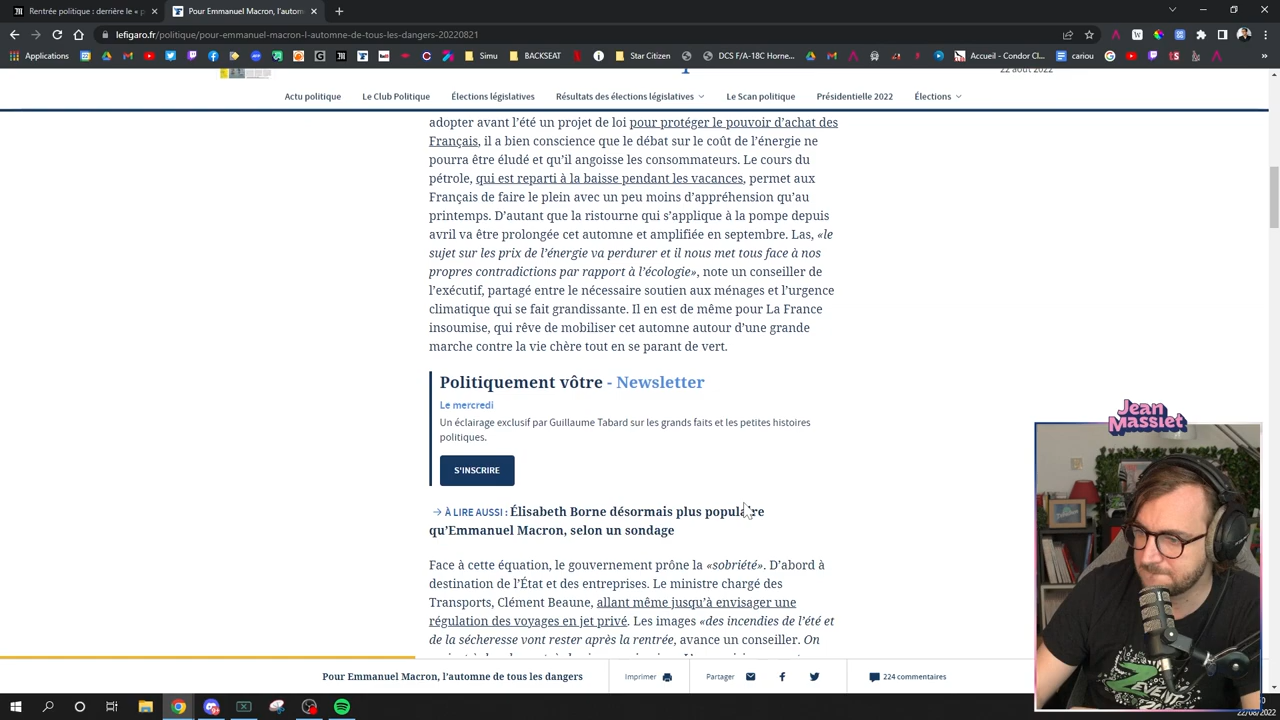 Rentrée politique : derrière le « p
Pour Emmanuel Macron, l'automn
lefigaro.fr/politique/pour-emmanuel-macron-l-automne-de-tous-les-dangers-20220821
Applications
Simu
BACKSEAT
Star Citizen
DCS F/A-18C Horne...
Accueil - Condor Cl...
cariou
22 août 2022
Actu politique
Le Club Politique
Élections législatives
Résultats des élections législatives
Le Scan politique
Présidentielle 2022
Élections
adopter avant l'été un projet de loi pour protéger le pouvoir d'achat des
Français, il a bien conscience que le débat sur le coût de l'énergie ne
pourra être éludé et qu'il angoisse les consommateurs. Le cours du
pétrole, qui est reparti à la baisse pendant les vacances, permet aux
Français de faire le plein avec un peu moins d'appréhension qu'au
printemps. D'autant que la ristourne qui s'applique à la pompe depuis
avril va être prolongée cet automne et amplifiée en septembre. Las, «le
sujet sur les prix de l'énergie va perdurer et il nous met tous face à nos
propres contradictions par rapport à l'écologie», note un conseiller de
l'exécutif, partagé entre le nécessaire soutien aux ménages et l'urgence
climatique qui se fait grandissante. Il en est de même pour La France
insoumise, qui rêve de mobiliser cet automne autour d'une grande
marche contre la vie chère tout en se parant de vert.
Politiquement vôtre - Newsletter
Le mercredi
Un éclairage exclusif par Guillaume Tabard sur les grands faits et les petites histoires
politiques.
S'INSCRIRE
À LIRE AUSSI : Élisabeth Borne désormais plus populaire
qu'Emmanuel Macron, selon un sondage
Face à cette équation, le gouvernement prône la «sobriété». D'abord à
destination de l'État et des entreprises. Le ministre chargé des
Transports, Clément Beaune, allant même jusqu'à envisager une
régulation des voyages en jet privé. Les images «des incendies de l'été et
de la sécheresse vont rester après la rentrée, avance un conseiller. On
Pour Emmanuel Macron, l'automne de tous les dangers
Imprimer
Partager
224 commentaires
Jean
Massiet
Z EVENT
22/08/2022